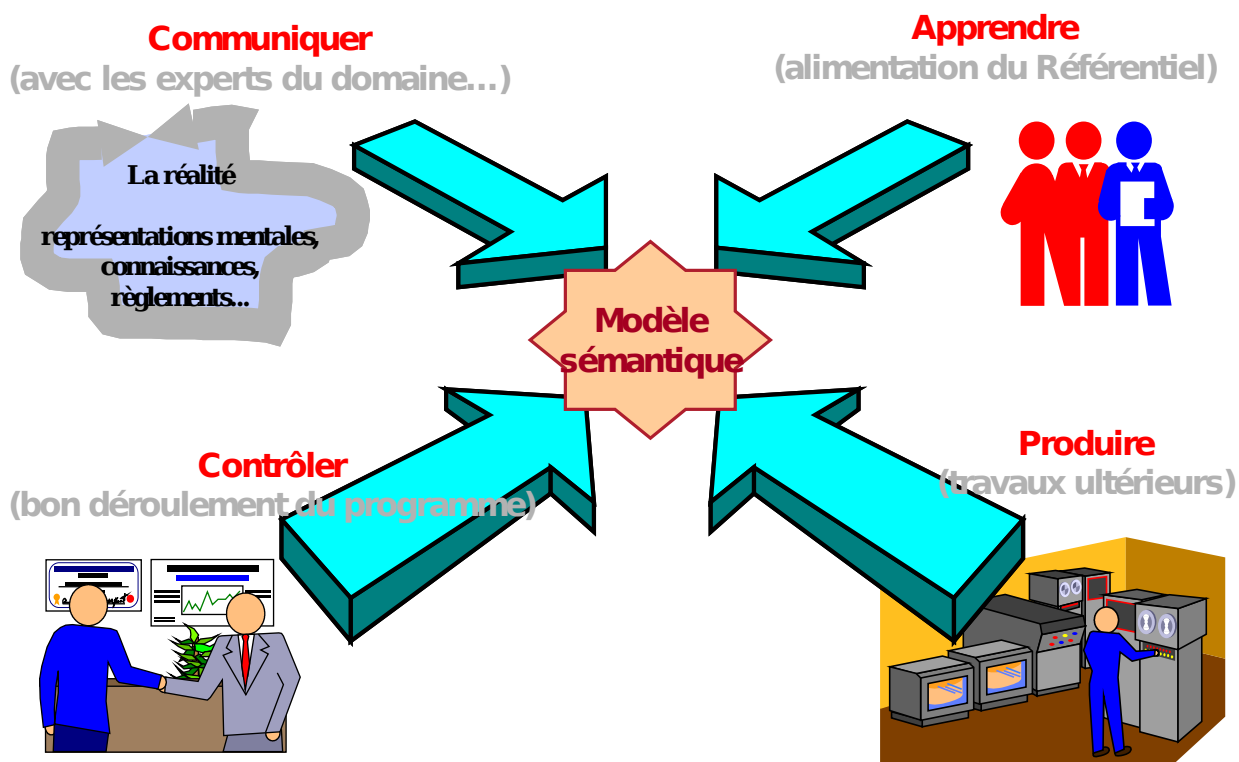 Communiquer
(avec les experts du domaine…)
Apprendre
(alimentation du Référentiel)
La réalité
représentations mentales,
connaissances,
règlements...
Modèle
sémantique
Contrôler
(bon déroulement du programme)
Produire
(travaux ultérieurs)